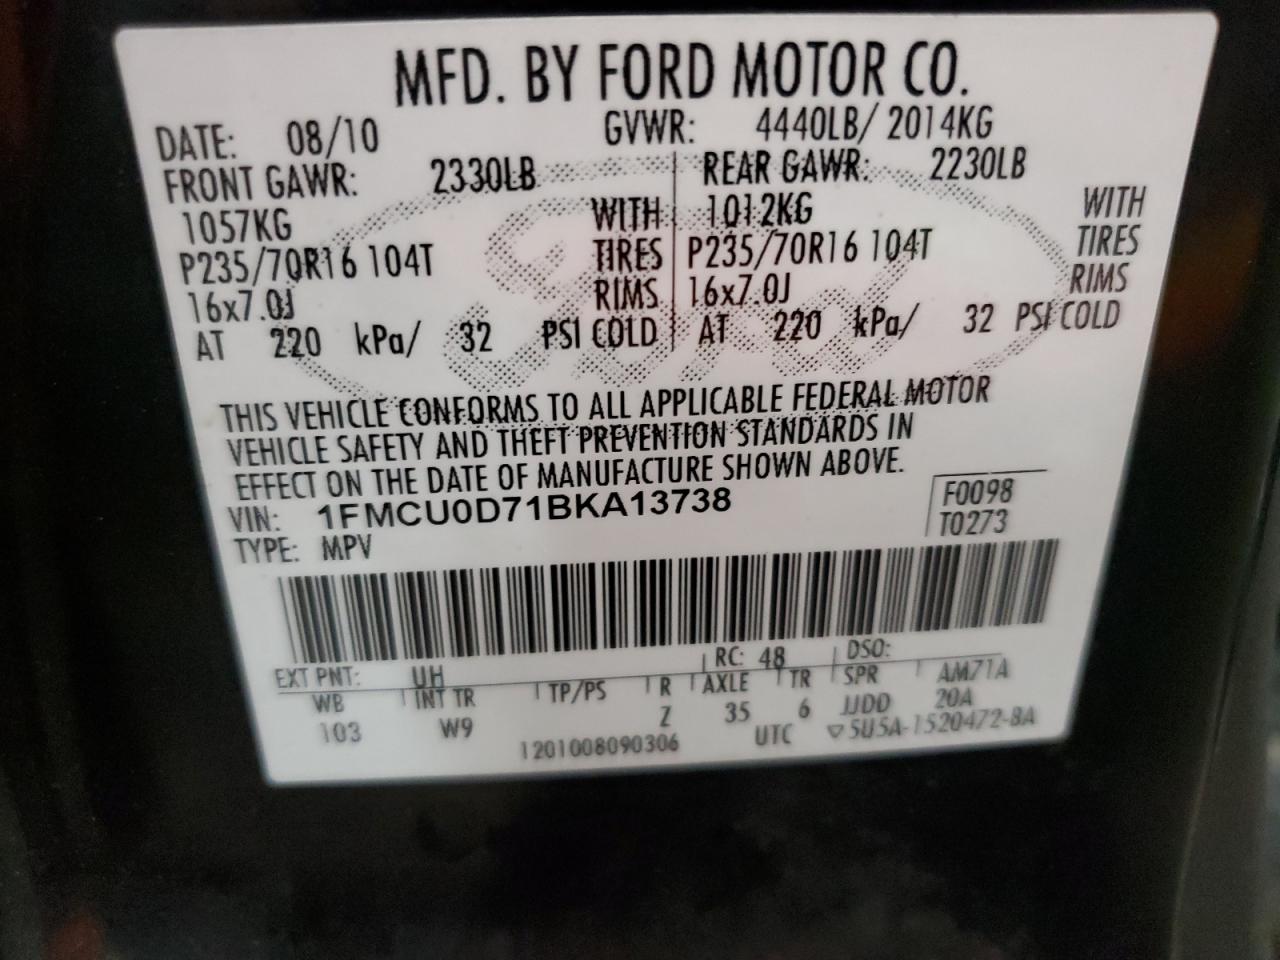 MFD. BY FORD MOTOR CO.
DATE: 08/10 GVWR: 4440LB/ 2014KG
FRONT GAWR: 2330LB REAR GAWR: 2230LB
1057KG WITH 1012KG WITH
P235/70R16 104T TIRES P235/70R16 104T TIRES
16x7.0J RIMS 16x7.0J RIMS
AT 220 kPa/ 32 PSI COLD AT 220 kPa/ 32 PSI COLD
THIS VEHICLE CONFORMS TO ALL APPLICABLE FEDERAL MOTOR
VEHICLE SAFETY AND THEFT PREVENTION STANDARDS IN
EFFECT ON THE DATE OF MANUFACTURE SHOWN ABOVE.
VIN: 1FMCU0D71BKA13738 F0098
TYPE: MPV T0273
EXT PNT: UH RC: 48 DSO:
WB INT TR TP/PS R AXLE TR SPR AM71A
103 W9 Z 35 6 JJDD 20A
1201008090306 UTC ▽5U5A-1520472-BA